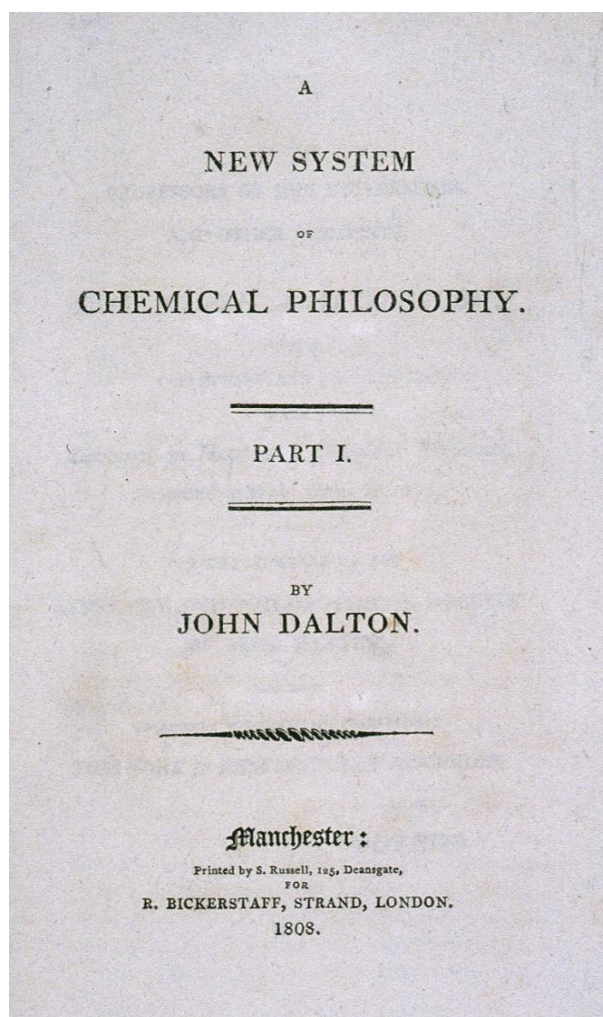 A
NEW SYSTEM
OF
CHEMICAL PHILOSOPHY.
PART I.
BY
JOHN DALTON.
Manchester:
Printed by S. Russell, 125, Deansgate,
FOR
R. BICKERSTAFF, STRAND, LONDON.
1808.